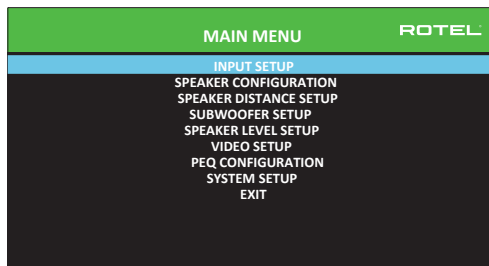 MAIN MENU
ROTEL
INPUT SETUP
SPEAKER CONFIGURATION
SPEAKER DISTANCE SETUP
SUBWOOFER SETUP
SPEAKER LEVEL SETUP
VIDEO SETUP
PEQ CONFIGURATION
SYSTEM SETUP
EXIT